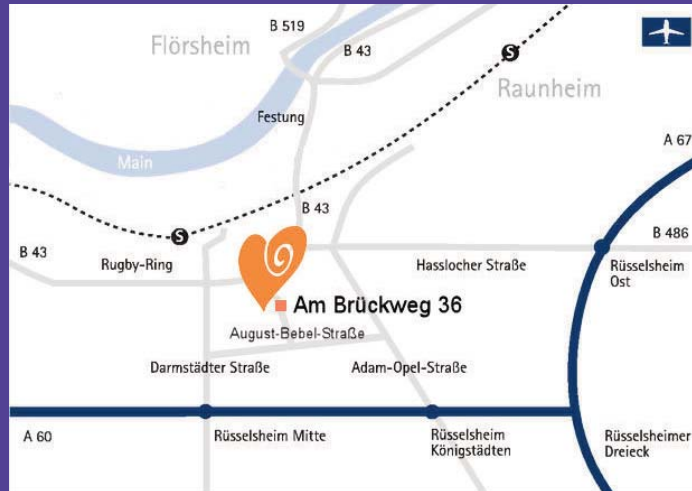 B 519
Flörsheim
B 43
S
Raunheim
Festung
A 67
Main
B 43
S
B 486
B 43
Rugby-Ring
Hasslocher Straße
Rüsselsheim
Ost
Am Brückweg 36
August-Bebel-Straße
Darmstädter Straße
Adam-Opel-Straße
A 60
Rüsselsheim Mitte
Rüsselsheim
Königstädten
Rüsselsheimer
Dreieck